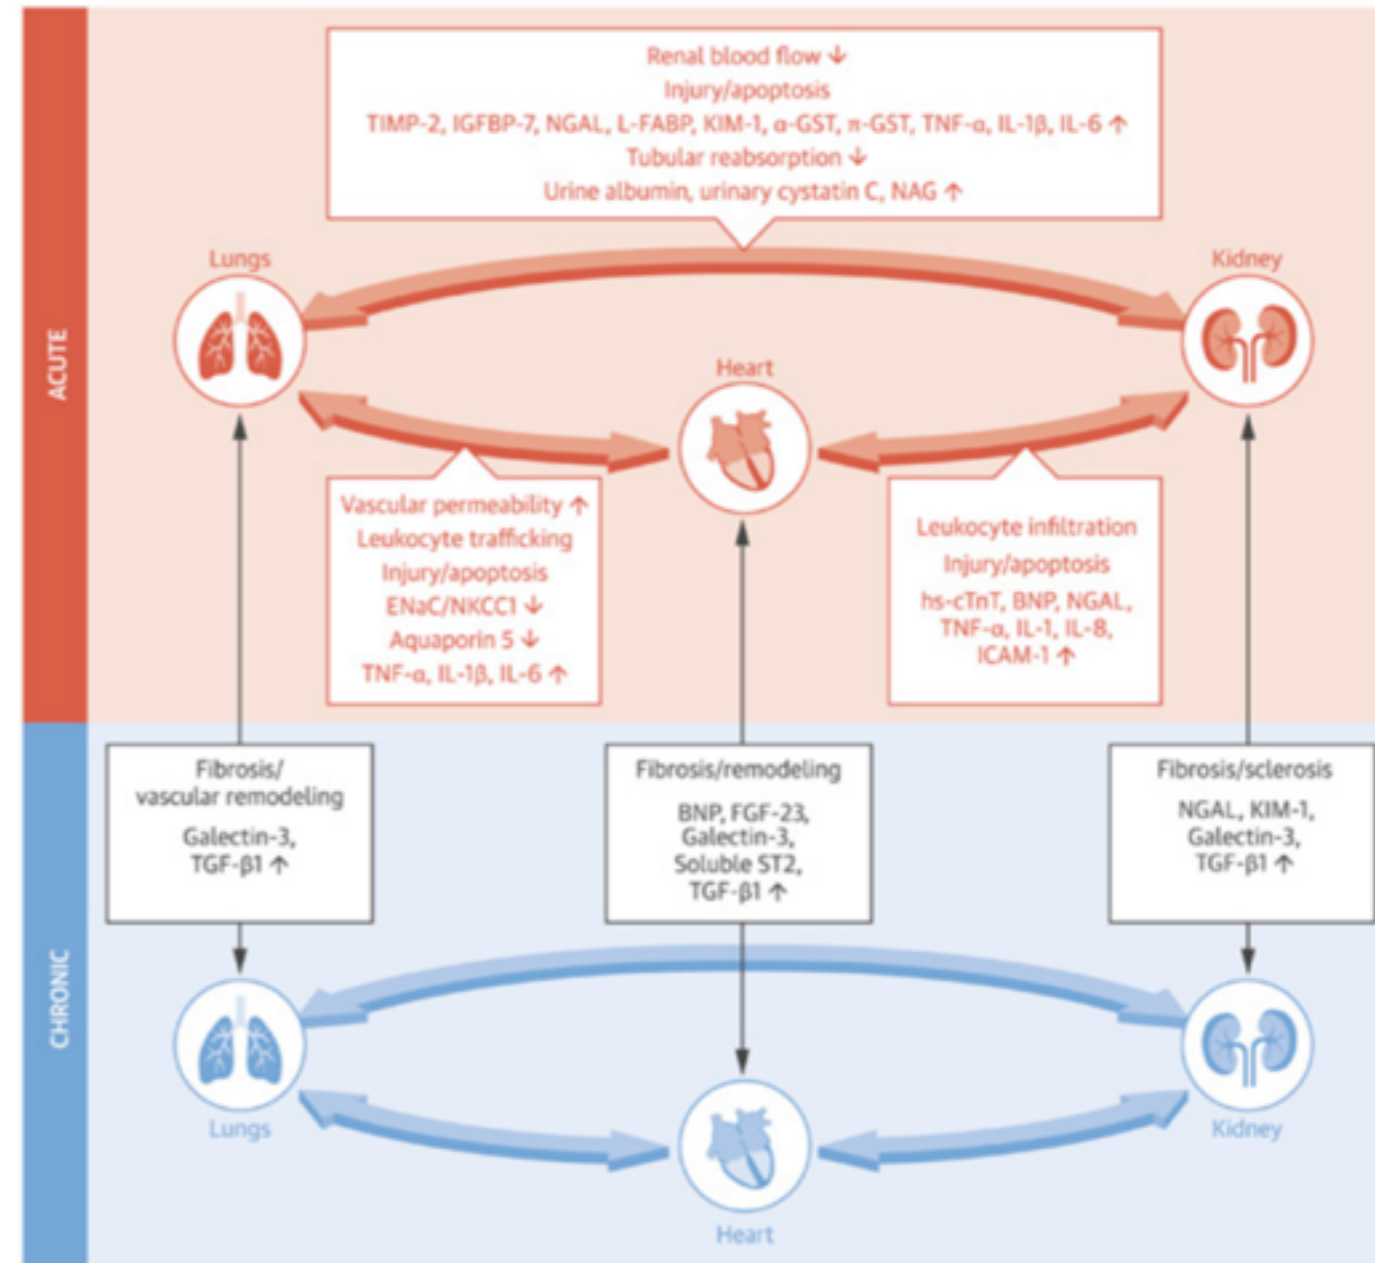 ACUTE
Renal blood flow ↓
Injury/apoptosis
TIMP-2, IGFBP-7, NGAL, L-FABP, KIM-1, α-GST, π-GST, TNF-α, IL-1β, IL-6 ↑
Tubular reabsorption ↓
Urine albumin, urinary cystatin C, NAG ↑
Lungs
Kidney
Heart
Vascular permeability ↑
Leukocyte trafficking
Injury/apoptosis
ENaC/NKCC1 ↓
Aquaporin 5 ↓
TNF-α, IL-1β, IL-6 ↑
Leukocyte infiltration
Injury/apoptosis
hs-cTnT, BNP, NGAL,
TNF-α, IL-1, IL-8,
ICAM-1 ↑
Fibrosis/
vascular remodeling
Galectin-3,
TGF-β1 ↑
Fibrosis/remodeling
BNP, FGF-23,
Galectin-3,
Soluble ST2,
TGF-β1 ↑
Fibrosis/sclerosis
NGAL, KIM-1,
Galectin-3,
TGF-β1 ↑
CHRONIC
Lungs
Kidney
Heart